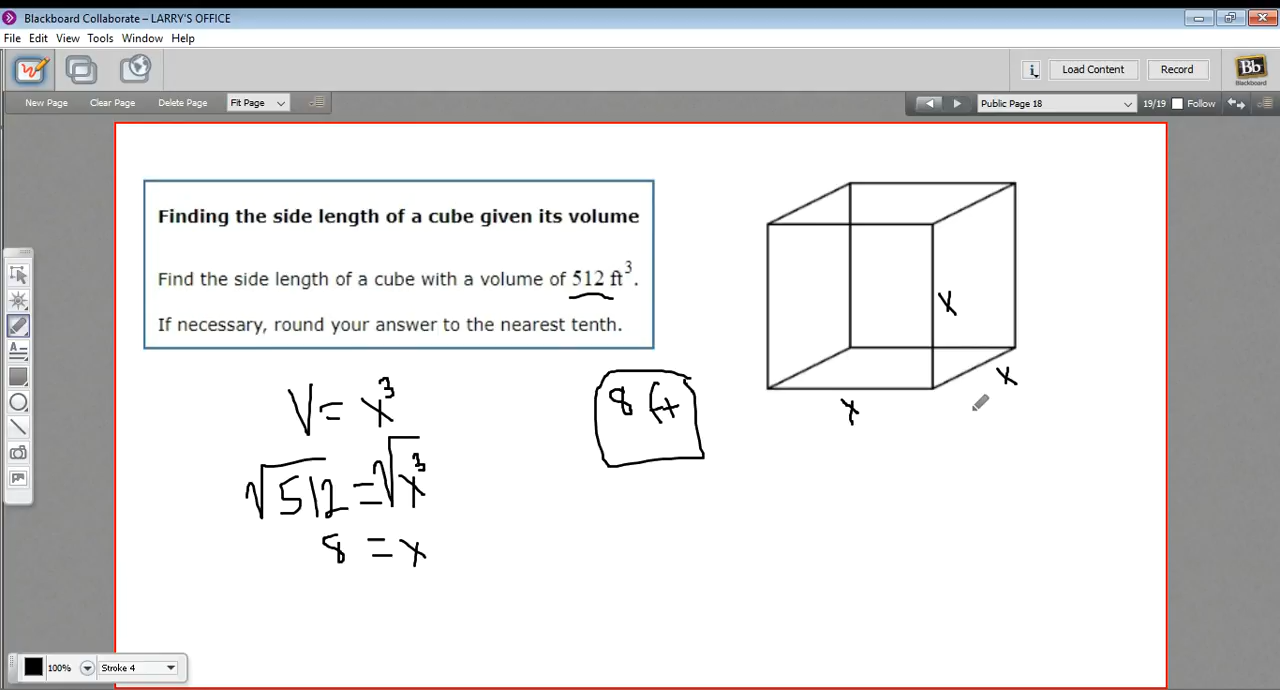 Blackboard Collaborate – LARRY'S OFFICE
File Edit View Tools Window Help
i Load Content Record Bb
Blackboard
New Page Clear Page Delete Page Fit Page Public Page 18 19/19 Follow
Finding the side length of a cube given its volume
Find the side length of a cube with a volume of 512 ft³.
If necessary, round your answer to the nearest tenth.
x
x
x
V = x³
8 ft
√512 = √x³
8 = x
A
100% Stroke 4